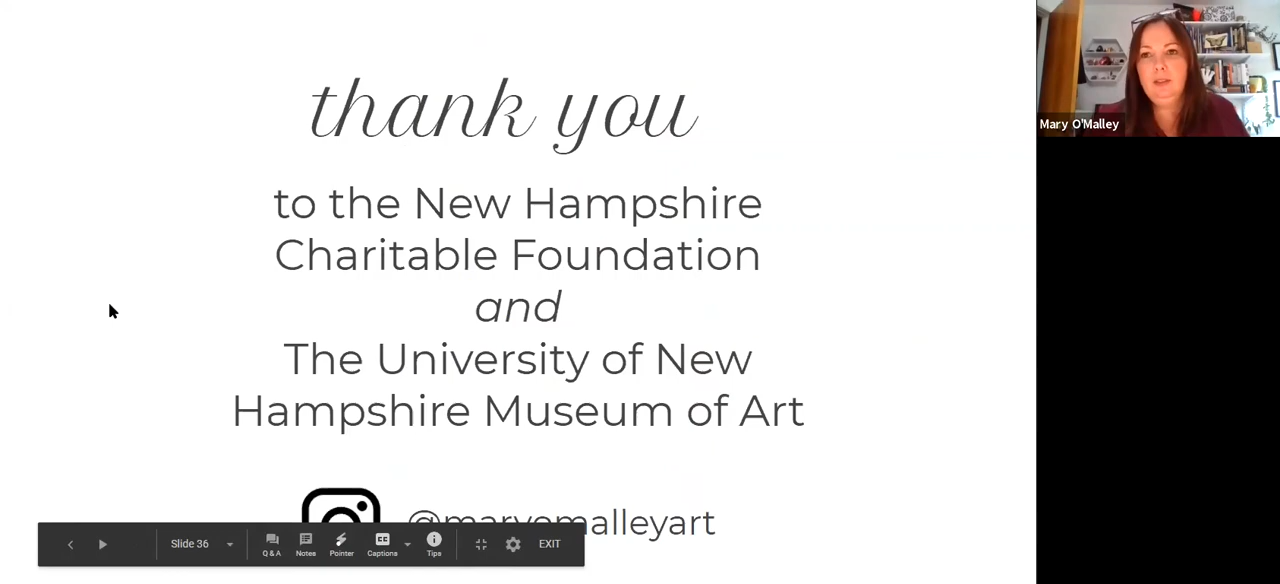 thank you
to the New Hampshire
Charitable Foundation
and
The University of New
Hampshire Museum of Art
@maryomalleyart
Slide 36
Q & A
Notes
Pointer
Captions
Tips
EXIT
Mary O'Malley